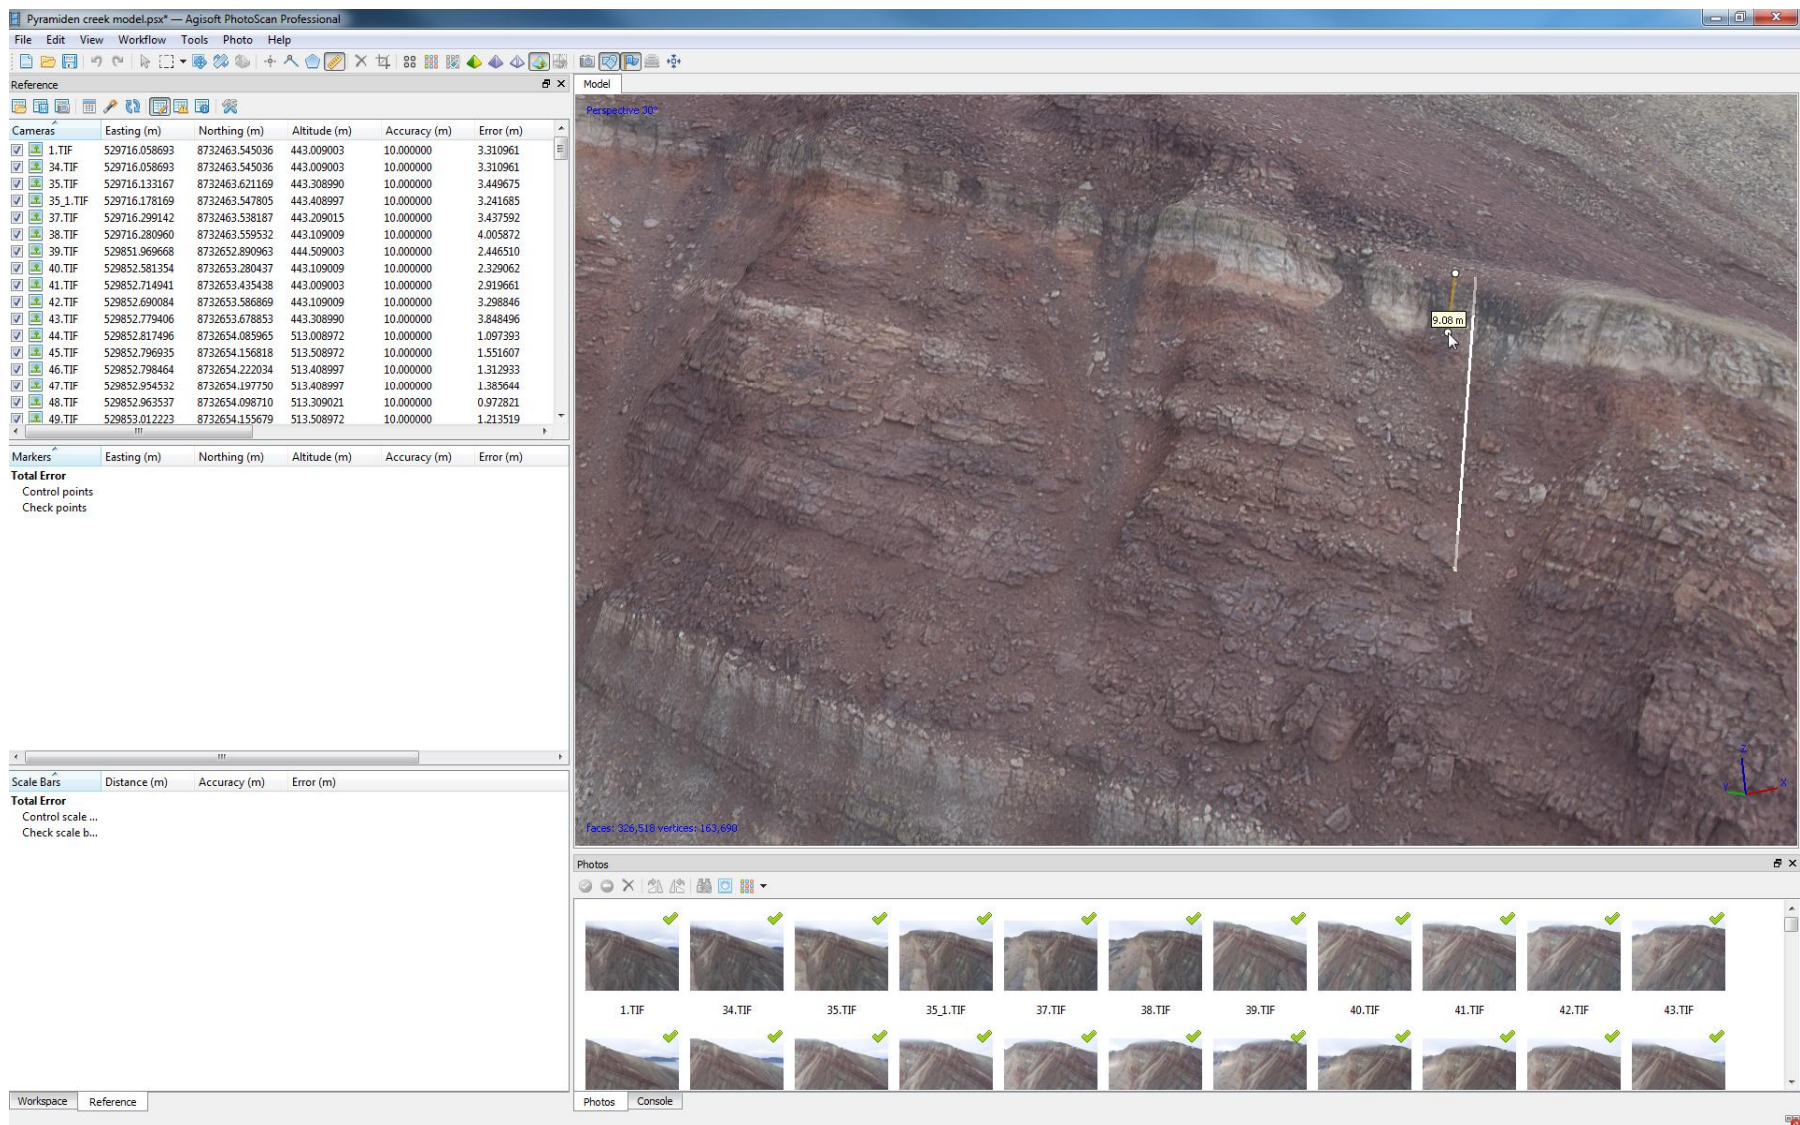 Pyramiden creek model.psx* — Agisoft PhotoScan Professional
File Edit View Workflow Tools Photo Help
Reference
Cameras Easting (m) Northing (m) Altitude (m) Accuracy (m) Error (m)
1.TIF 529716.058693 8732463.545036 443.009003 10.000000 3.310961
34.TIF 529716.058693 8732463.545036 443.009003 10.000000 3.310961
35.TIF 529716.133167 8732463.621169 443.308990 10.000000 3.449675
35_1.TIF 529716.178169 8732463.547805 443.408997 10.000000 3.241685
37.TIF 529716.299142 8732463.538187 443.209015 10.000000 3.437592
38.TIF 529716.280960 8732463.559532 443.109009 10.000000 4.005872
39.TIF 529851.969668 8732652.890963 444.509003 10.000000 2.446510
40.TIF 529852.581354 8732653.280437 443.109009 10.000000 2.329062
41.TIF 529852.714941 8732653.435438 443.009003 10.000000 2.919661
42.TIF 529852.690084 8732653.586869 443.109009 10.000000 3.298846
43.TIF 529852.779406 8732653.678853 443.308990 10.000000 3.848496
44.TIF 529852.817496 8732654.085965 513.008972 10.000000 1.097393
45.TIF 529852.796935 8732654.156818 513.508972 10.000000 1.551607
46.TIF 529852.798464 8732654.222034 513.408997 10.000000 1.312933
47.TIF 529852.954532 8732654.197750 513.408997 10.000000 1.385644
48.TIF 529852.963537 8732654.098710 513.309021 10.000000 0.972821
49.TIF 529853.012223 8732654.155679 513.508972 10.000000 1.213519
Markers Easting (m) Northing (m) Altitude (m) Accuracy (m) Error (m)
Total Error
Control points
Check points
Scale Bars Distance (m) Accuracy (m) Error (m)
Total Error
Control scale ...
Check scale b...
Workspace Reference
Model
Perspective 30°
9.08 m
Z
X
Y
faces: 326,518 vertices: 163,690
Photos
1.TIF 34.TIF 35.TIF 35_1.TIF 37.TIF 38.TIF 39.TIF 40.TIF 41.TIF 42.TIF 43.TIF
Photos Console